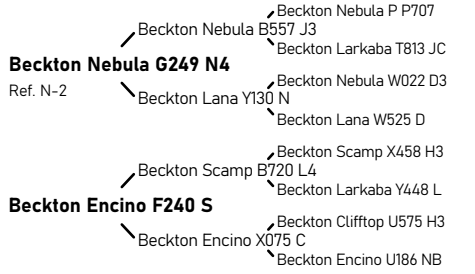 Beckton Nebula P P707
Beckton Nebula B557 J3
Beckton Larkaba T813 JC
Beckton Nebula G249 N4
Beckton Nebula W022 D3
Ref. N-2
Beckton Lana Y130 N
Beckton Lana W525 D
Beckton Scamp X458 H3
Beckton Scamp B720 L4
Beckton Larkaba Y448 L
Beckton Encino F240 S
Beckton Clifftop U575 H3
Beckton Encino X075 C
Beckton Encino U186 NB